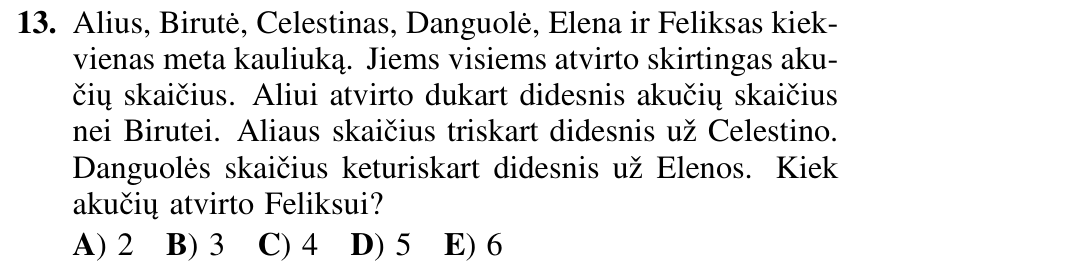 13. Alius, Birutė, Celestinas, Danguolė, Elena ir Feliksas kiek-
vienas meta kauliuką. Jiems visiems atvirto skirtingas aku-
čių skaičius. Aliui atvirto dukart didesnis akučių skaičius
nei Birutei. Aliaus skaičius triskart didesnis už Celestino.
Danguolės skaičius keturiskart didesnis už Elenos. Kiek
akučių atvirto Feliksui?
A) 2 B) 3 C) 4 D) 5 E) 6